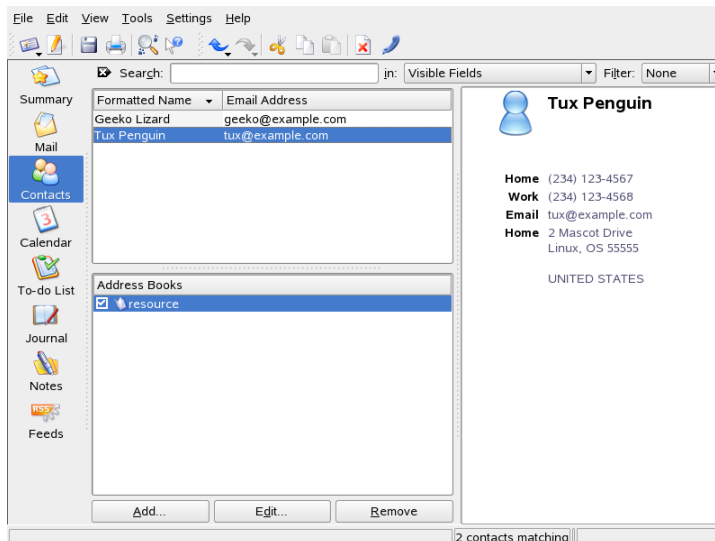 File Edit View Tools Settings Help
Search: in: Visible Fields Filter: None
Summary
Mail
Contacts
3
Calendar
To-do List
Journal
Notes
RSS
Feeds
Formatted Name Email Address
Geeko Lizard geeko@example.com
Tux Penguin tux@example.com
Address Books
resource
Add... Edit... Remove
Tux Penguin
Home (234) 123-4567
Work (234) 123-4568
Email tux@example.com
Home 2 Mascot Drive
Linux, OS 55555
UNITED STATES
2 contacts matching